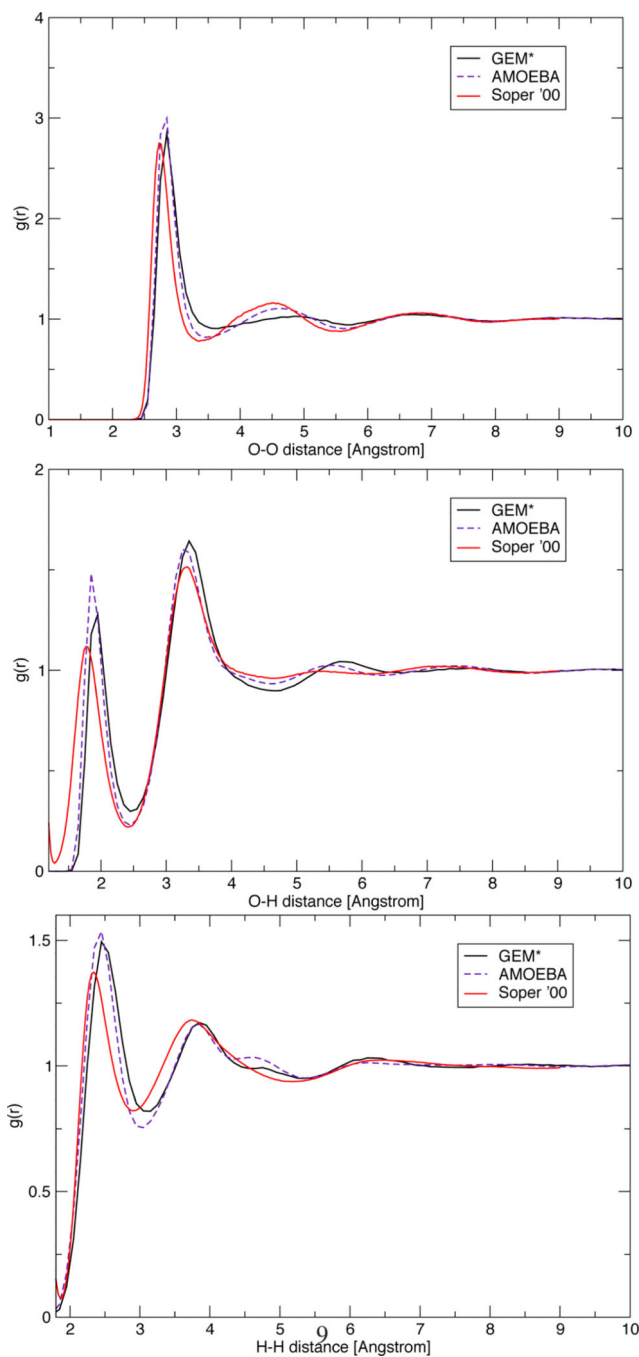 4
3
2
1
0
g(r)
GEM*
AMOEBA
Soper '00
1 2 3 4 5 6 7 8 9 10
O-O distance [Angstrom]
2
1
0
g(r)
GEM*
AMOEBA
Soper '00
2 3 4 5 6 7 8 9 10
O-H distance [Angstrom]
1.5
1
0.5
0
g(r)
GEM*
AMOEBA
Soper '00
2 3 4 5 6 7 8 9 10
9
H-H distance [Angstrom]